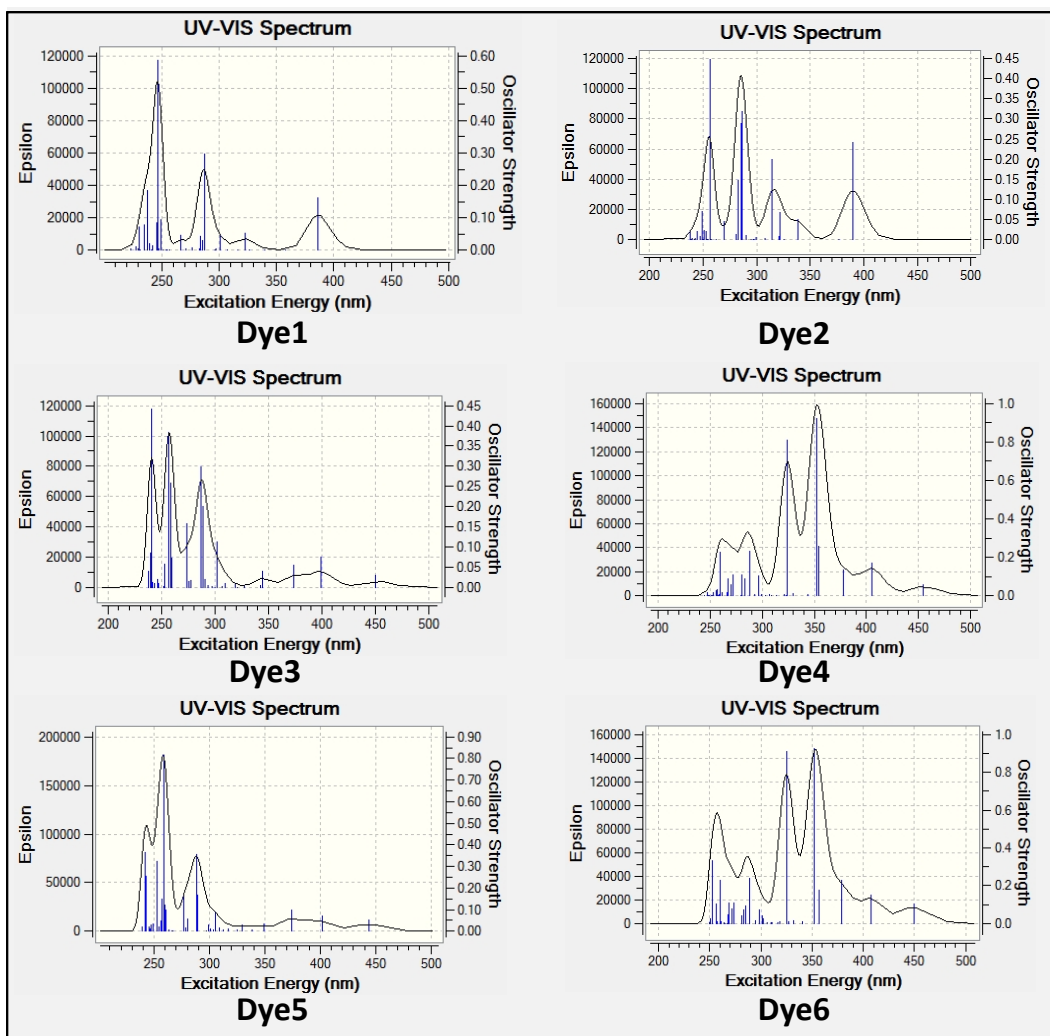 UV-VIS Spectrum
120000
100000
80000
60000
40000
20000
0
Epsilon
0.60
0.50
0.40
0.30
0.20
0.10
0.00
Oscillator Strength
250 300 350 400 450 500
Excitation Energy (nm)
Dye1
UV-VIS Spectrum
120000
100000
80000
60000
40000
20000
0
Epsilon
0.45
0.40
0.35
0.30
0.25
0.20
0.15
0.10
0.05
0.00
Oscillator Strength
200 250 300 350 400 450 500
Excitation Energy (nm)
Dye2
UV-VIS Spectrum
120000
100000
80000
60000
40000
20000
0
Epsilon
0.45
0.40
0.35
0.30
0.25
0.20
0.15
0.10
0.05
0.00
Oscillator Strength
200 250 300 350 400 450 500
Excitation Energy (nm)
Dye3
UV-VIS Spectrum
160000
140000
120000
100000
80000
60000
40000
20000
0
Epsilon
1.0
0.8
0.6
0.4
0.2
0.0
Oscillator Strength
200 250 300 350 400 450 500
Excitation Energy (nm)
Dye4
UV-VIS Spectrum
200000
150000
100000
50000
0
Epsilon
0.90
0.80
0.70
0.60
0.50
0.40
0.30
0.20
0.10
0.00
Oscillator Strength
250 300 350 400 450 500
Excitation Energy (nm)
Dye5
UV-VIS Spectrum
160000
140000
120000
100000
80000
60000
40000
20000
0
Epsilon
1.0
0.8
0.6
0.4
0.2
0.0
Oscillator Strength
200 250 300 350 400 450 500
Excitation Energy (nm)
Dye6